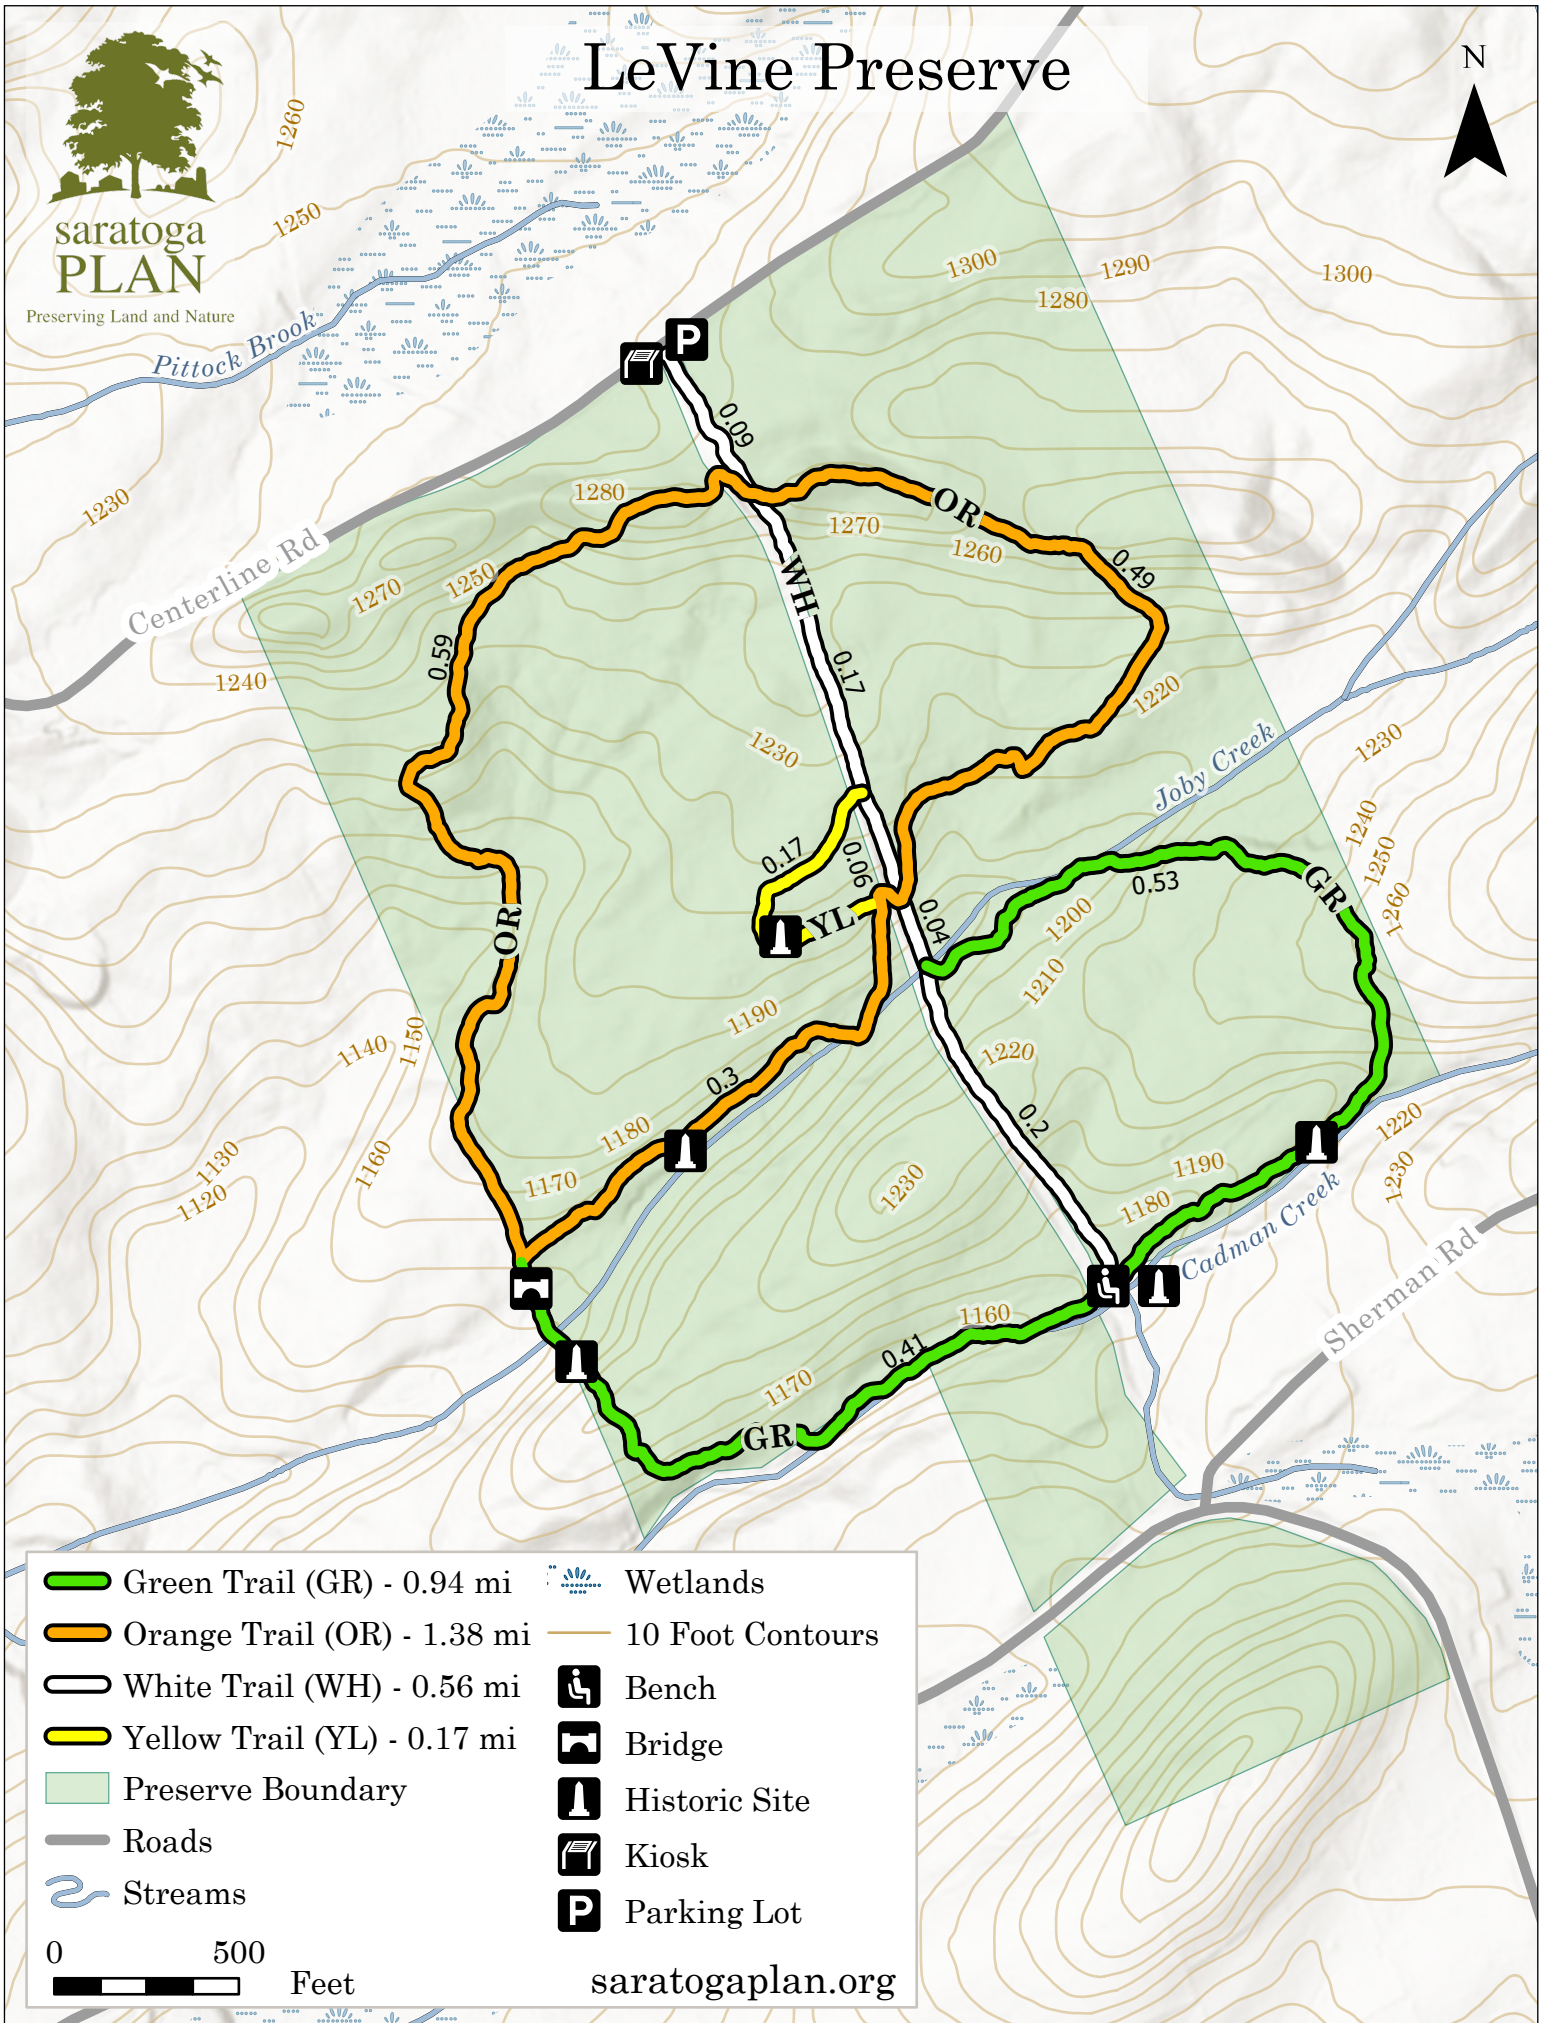 LeVine Preserve
N
saratoga
PLAN
Preserving Land and Nature
1260
1250
Pittock Brook
1300
1290
1300
1280
P
0.09
1280
1230
OR
1270
1260
0.49
Centerline Rd
1270
1250
WH
0.59
0.17
1240
1220
1230
1230
Joby Creek
1240
0.17
0.06
1250
0.53
GR
1260
OR
YL
0.04
1200
1210
1190
1140
1150
1220
0.3
0.2
1180
1220
1130
1160
1190
1230
1170
1230
1120
1180
Cadman Creek
Sherman Rd
1160
0.41
1170
GR
Green Trail (GR) - 0.94 mi
Orange Trail (OR) - 1.38 mi
White Trail (WH) - 0.56 mi
Yellow Trail (YL) - 0.17 mi
Preserve Boundary
Roads
Streams
0 500
Feet
Wetlands
10 Foot Contours
Bench
Bridge
Historic Site
Kiosk
P
Parking Lot
saratogaplan.org